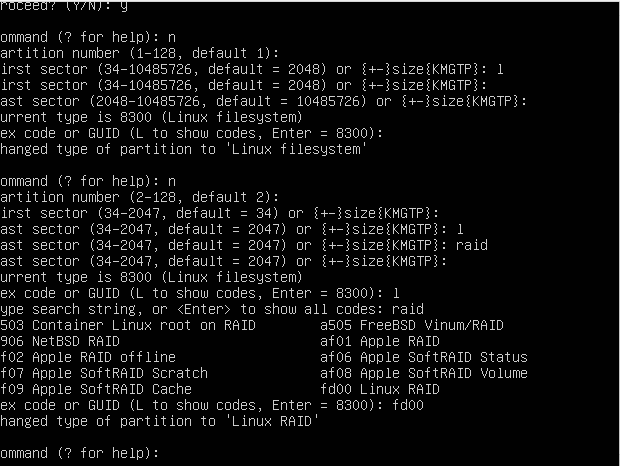 roceed? (Y/N): y
ommand (? for help): n
artition number (1-128, default 1):
irst sector (34-10485726, default = 2048) or {+-}size{KMGTP}: l
irst sector (34-10485726, default = 2048) or {+-}size{KMGTP}:
ast sector (2048-10485726, default = 10485726) or {+-}size{KMGTP}:
urrent type is 8300 (Linux filesystem)
ex code or GUID (L to show codes, Enter = 8300):
hanged type of partition to 'Linux filesystem'
ommand (? for help): n
artition number (2-128, default 2):
irst sector (34-2047, default = 34) or {+-}size{KMGTP}:
ast sector (34-2047, default = 2047) or {+-}size{KMGTP}: l
ast sector (34-2047, default = 2047) or {+-}size{KMGTP}: raid
ast sector (34-2047, default = 2047) or {+-}size{KMGTP}:
urrent type is 8300 (Linux filesystem)
ex code or GUID (L to show codes, Enter = 8300): l
ype search string, or <Enter> to show all codes: raid
503 Container Linux root on RAID a505 FreeBSD Vinum/RAID
906 NetBSD RAID af01 Apple RAID
f02 Apple RAID offline af06 Apple SoftRAID Status
f07 Apple SoftRAID Scratch af08 Apple SoftRAID Volume
f09 Apple SoftRAID Cache fd00 Linux RAID
ex code or GUID (L to show codes, Enter = 8300): fd00
hanged type of partition to 'Linux RAID'
ommand (? for help):